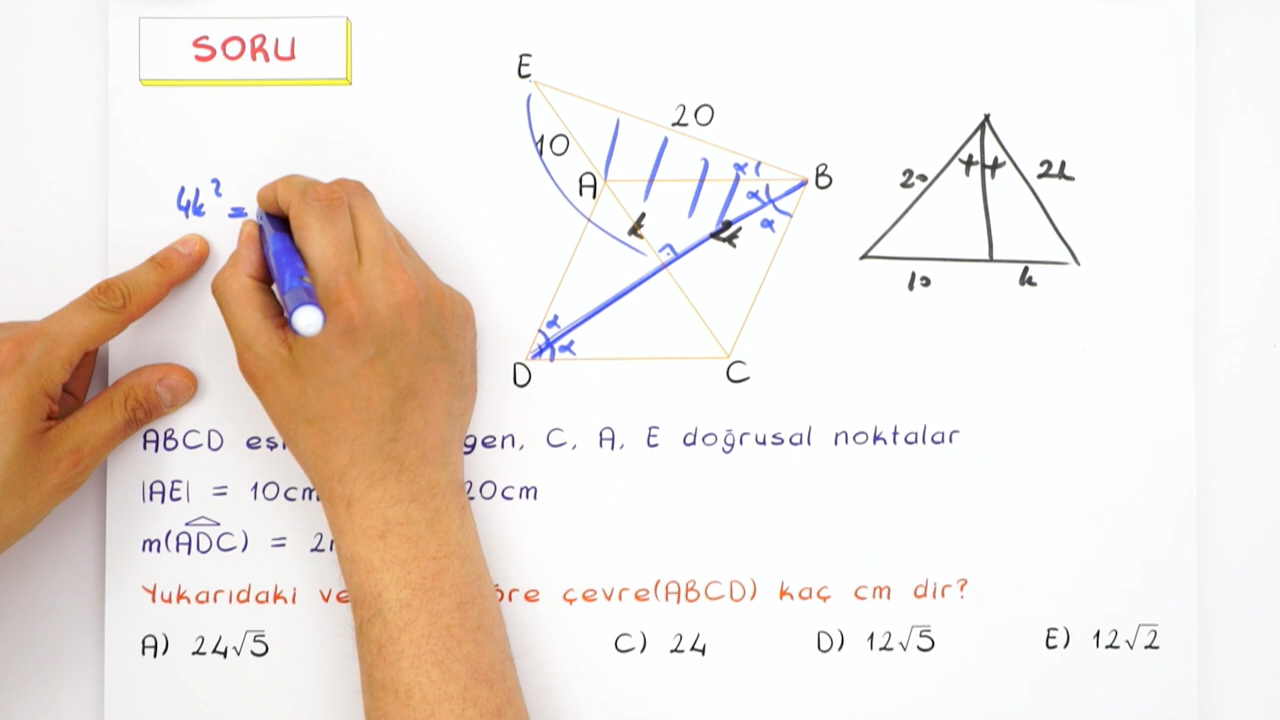 SORU
E
20
10
A
B
α
α
α
k
2k
α
α
D
C
4k² =
20
2k
10
k
ABCD eş gen, C, A, E doğrusal noktalar
|AE| = 10cm 20cm
m(ADC) = 2
Yukarıdaki ve öre çevre(ABCD) kaç cm dir?
A) 24√5 C) 24 D) 12√5 E) 12√2